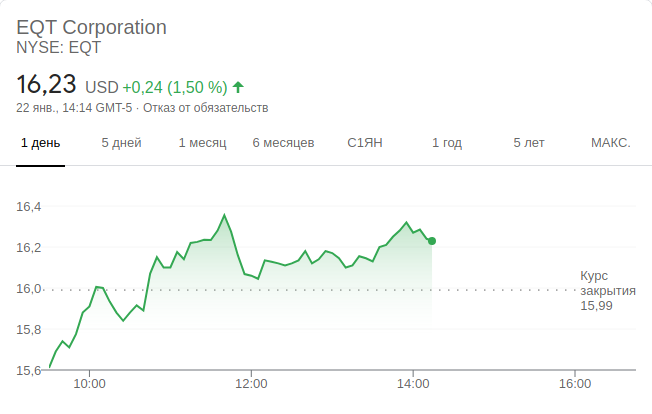 EQT Corporation
NYSE: EQT
16,23 USD +0,24 (1,50 %)
22 янв., 14:14 GMT-5 · Отказ от обязательств
1 день 5 дней 1 месяц 6 месяцев С1ЯН 1 год 5 лет МАКС.
16,4
16,2
16,0
15,8
15,6
Курс
закрытия
15,99
10:00 12:00 14:00 16:00